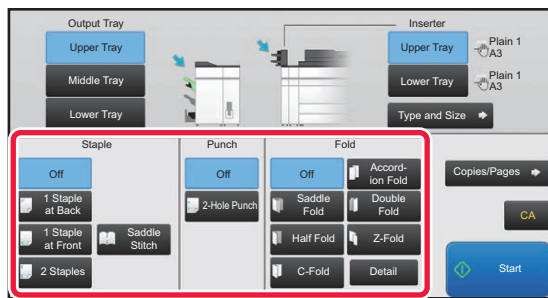 Output Tray
Inserter
Upper Tray
Upper Tray
Plain 1
A3
Middle Tray
Lower Tray
Plain 1
A3
Lower Tray
Type and Size
Staple
Punch
Fold
Off
Off
Off
Accord-
ion Fold
Copies/Pages
1 Staple
at Back
2-Hole Punch
Saddle
Fold
Double
Fold
CA
1 Staple
at Front
Saddle
Stitch
Half Fold
Z-Fold
2 Staples
C-Fold
Detail
Start